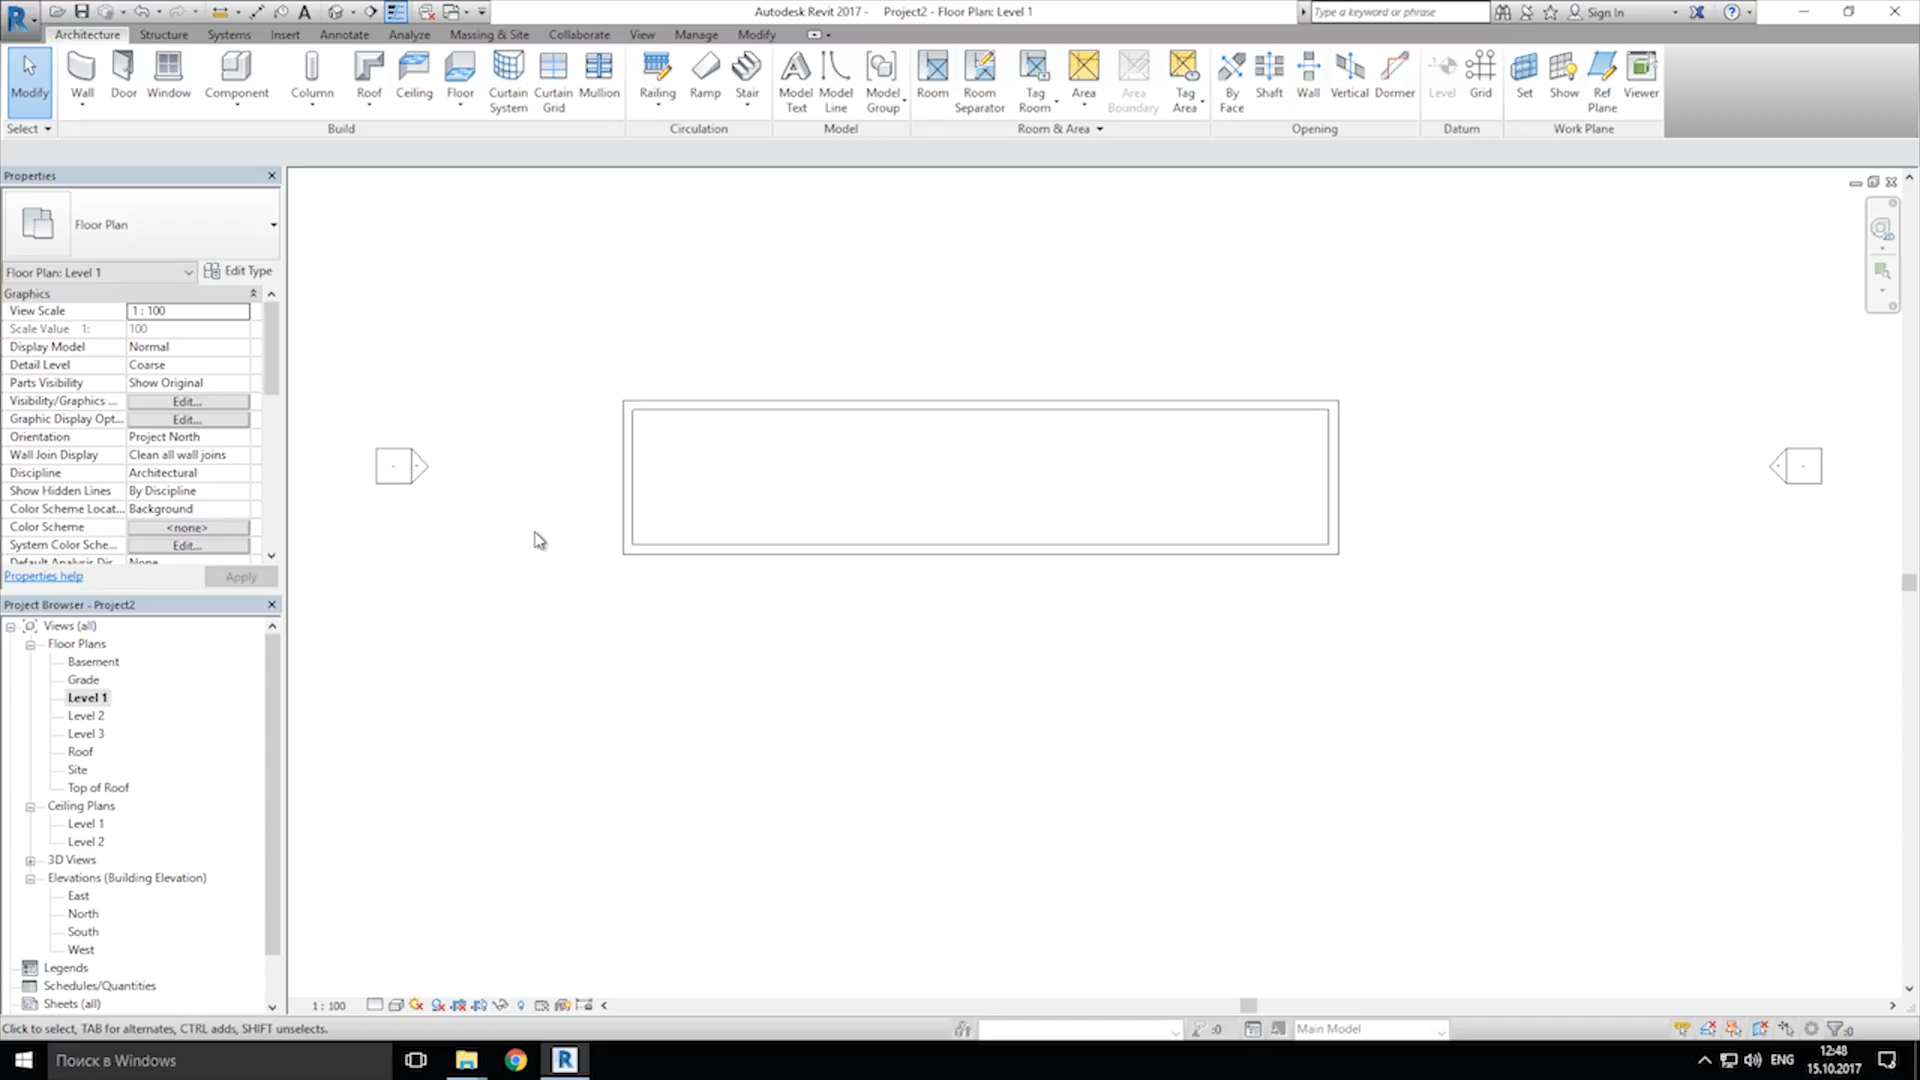 Autodesk Revit 2017 - Project2 - Floor Plan: Level 1
Type a keyword or phrase
Sign In
Architecture Structure Systems Insert Annotate Analyze Massing & Site Collaborate View Manage Modify
Modify Wall Door Window Component Column Roof Ceiling Floor Curtain System Curtain Grid Mullion Railing Ramp Stair Model Text Model Line Model Group Room Room Separator Tag Room Area Area Boundary Tag Area By Face Shaft Wall Vertical Dormer Level Grid Set Show Ref Plane Viewer
Select Build Circulation Model Room & Area Opening Datum Work Plane
Properties
Floor Plan
Floor Plan: Level 1 Edit Type
Graphics
View Scale 1 : 100
Scale Value 1: 100
Display Model Normal
Detail Level Coarse
Parts Visibility Show Original
Visibility/Graphics ... Edit...
Graphic Display Opt... Edit...
Orientation Project North
Wall Join Display Clean all wall joins
Discipline Architectural
Show Hidden Lines By Discipline
Color Scheme Locat... Background
Color Scheme <none>
System Color Sche... Edit...
Default Analysis Dis... None
Properties help Apply
Project Browser - Project2
Views (all)
Floor Plans
Basement
Grade
Level 1
Level 2
Level 3
Roof
Site
Top of Roof
Ceiling Plans
Level 1
Level 2
3D Views
Elevations (Building Elevation)
East
North
South
West
Legends
Schedules/Quantities
Sheets (all)
1 : 100
Click to select, TAB for alternates, CTRL adds, SHIFT unselects.
:0
Main Model
:0
Поиск в Windows
ENG
12:48
15.10.2017